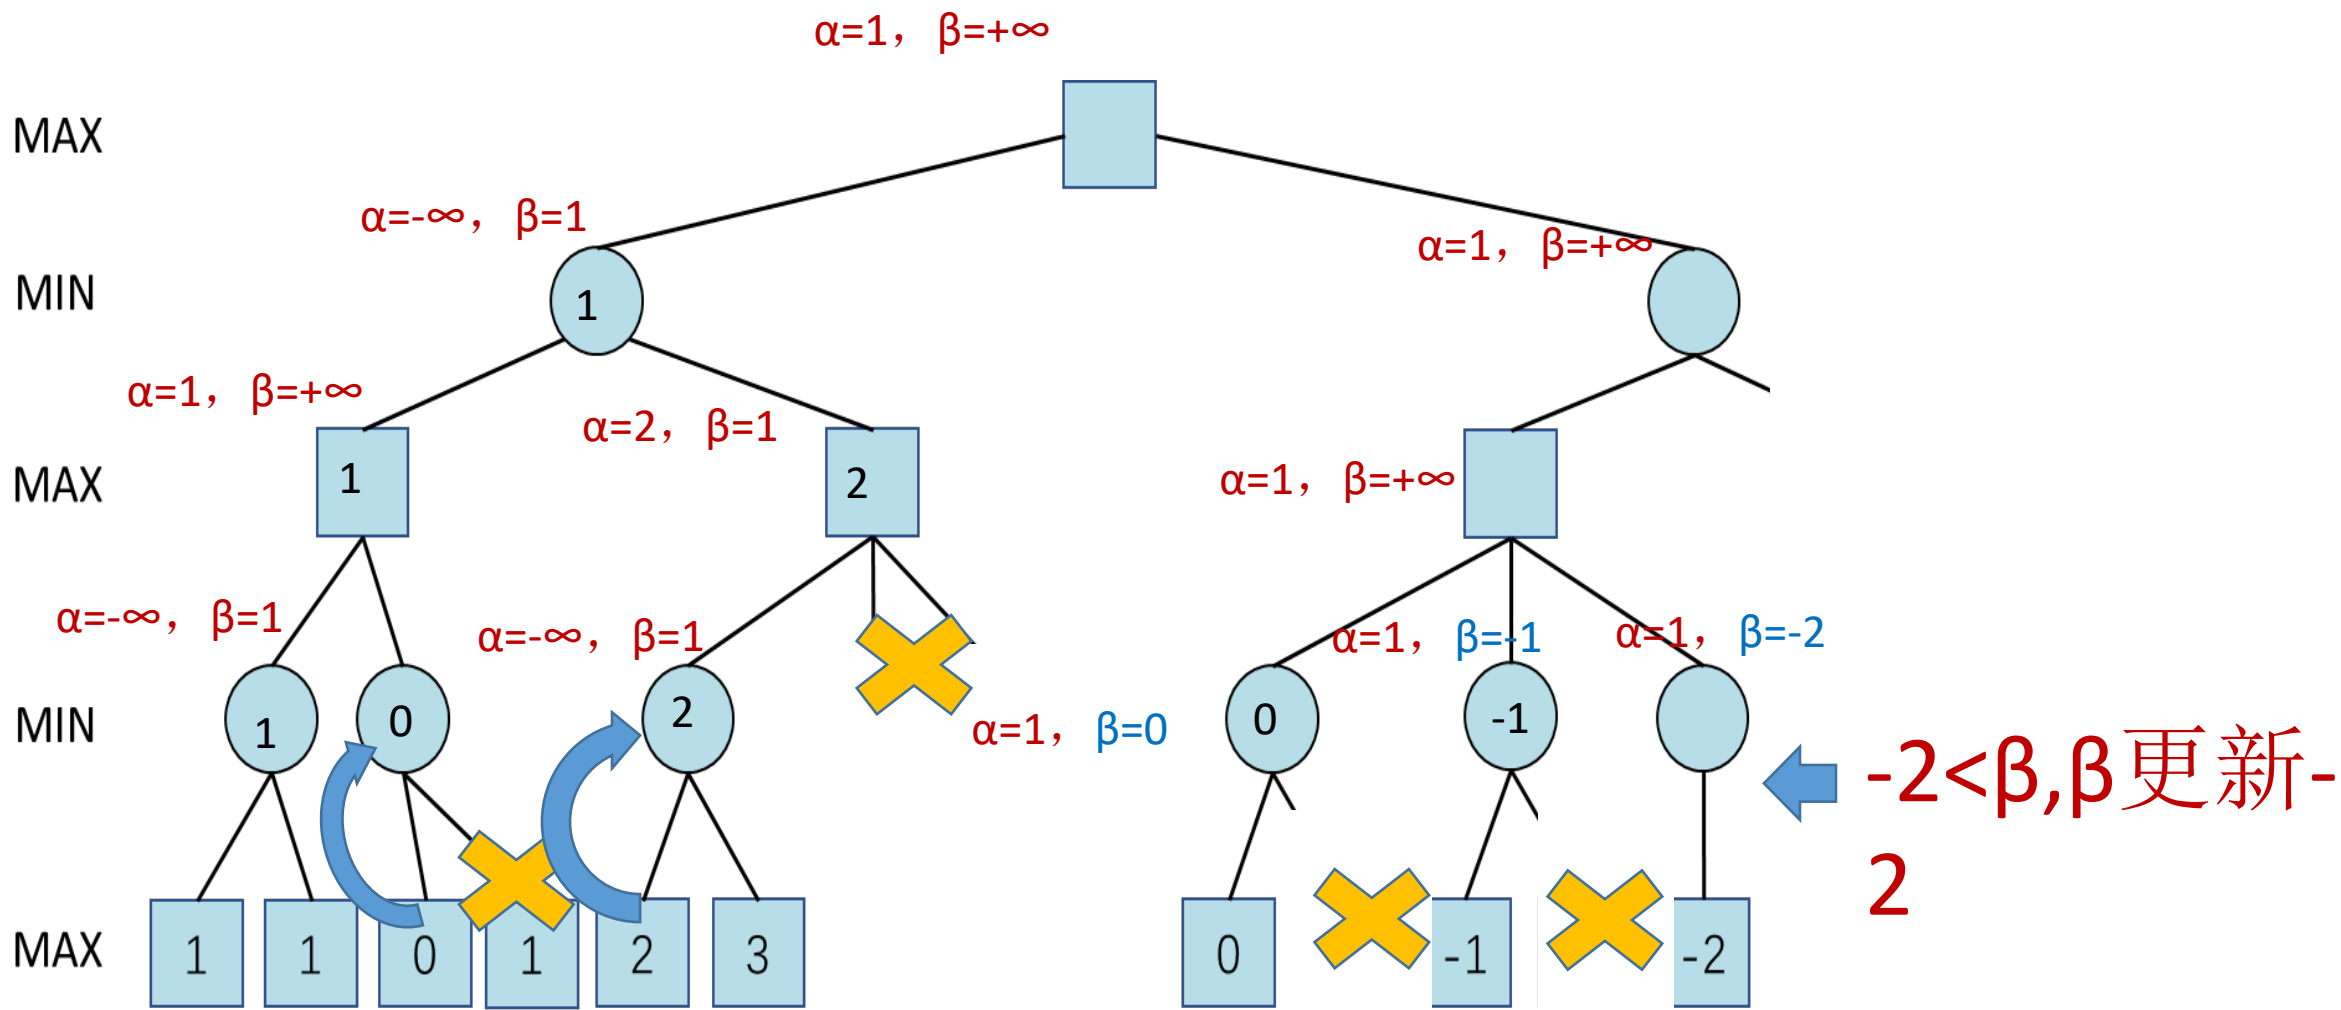 α=1，β=+∞
MAX
α=-∞，β=1
α=1，β=+∞
MIN
1
α=1，β=+∞
α=2，β=1
MAX
1
2
α=1，β=+∞
α=-∞，β=1
α=-∞，β=1
α=1，β=-1
α=1，β=-2
MIN
1
0
2
α=1，β=0
0
-1
-2<β,β更新-
2
MAX
1
1
0
1
2
3
0
-1
-2